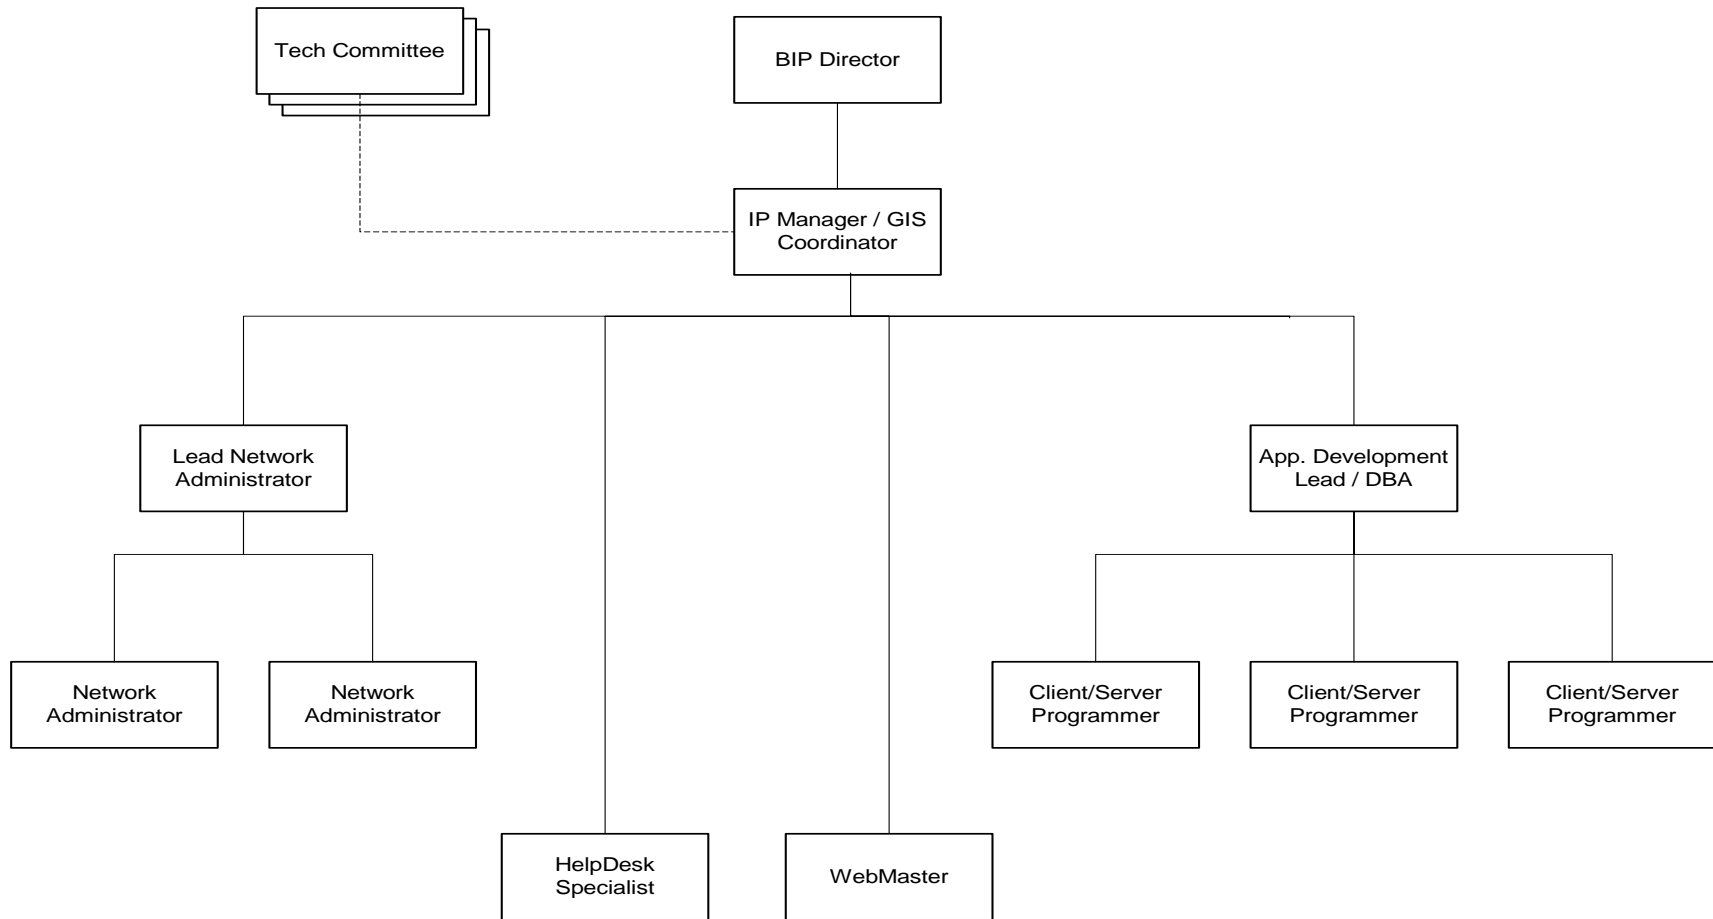 Tech Committee
BIP Director
IP Manager / GIS
Coordinator
Lead Network
Administrator
App. Development
Lead / DBA
Network
Administrator
Network
Administrator
Client/Server
Programmer
Client/Server
Programmer
Client/Server
Programmer
HelpDesk
Specialist
WebMaster